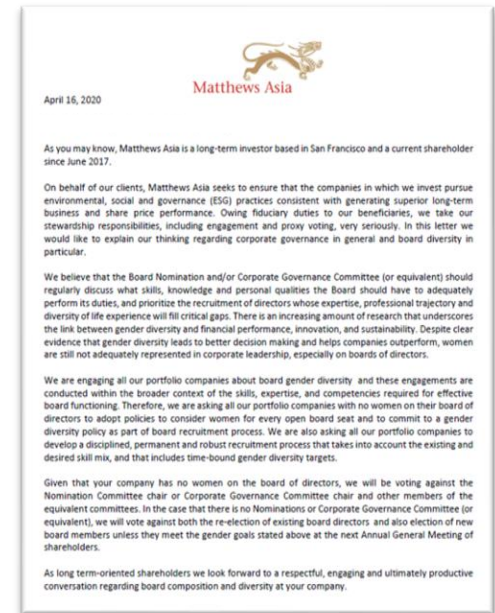 Matthews Asia
April 16, 2020
As you may know, Matthews Asia is a long-term investor based in San Francisco and a current shareholder
since June 2017.
On behalf of our clients, Matthews Asia seeks to ensure that the companies in which we invest pursue
environmental, social and governance (ESG) practices consistent with generating superior long-term
business and share price performance. Owing fiduciary duties to our beneficiaries, we take our
stewardship responsibilities, including engagement and proxy voting, very seriously. In this letter we
would like to explain our thinking regarding corporate governance in general and board diversity in
particular.
We believe that the Board Nomination and/or Corporate Governance Committee (or equivalent) should
regularly discuss what skills, knowledge and personal qualities the Board should have to adequately
perform its duties, and prioritize the recruitment of directors whose expertise, professional trajectory and
diversity of life experience will fill critical gaps. There is an increasing amount of research that underscores
the link between gender diversity and financial performance, innovation, and sustainability. Despite clear
evidence that gender diversity leads to better decision making and helps companies outperform, women
are still not adequately represented in corporate leadership, especially on boards of directors.
We are engaging all our portfolio companies about board gender diversity and these engagements are
conducted within the broader context of the skills, expertise, and competencies required for effective
board functioning. Therefore, we are asking all our portfolio companies with no women on their board of
directors to adopt policies to consider women for every open board seat and to commit to a gender
diversity policy as part of board recruitment process. We are also asking all our portfolio companies to
develop a disciplined, permanent and robust recruitment process that takes into account the existing and
desired skill mix, and that includes time-bound gender diversity targets.
Given that your company has no women on the board of directors, we will be voting against the
Nomination Committee chair or Corporate Governance Committee chair and other members of the
equivalent committees. In the case that there is no Nominations or Corporate Governance Committee (or
equivalent), we will vote against both the re-election of existing board directors and also election of new
board members unless they meet the gender goals stated above at the next Annual General Meeting of
shareholders.
As long term-oriented shareholders we look forward to a respectful, engaging and ultimately productive
conversation regarding board composition and diversity at your company.